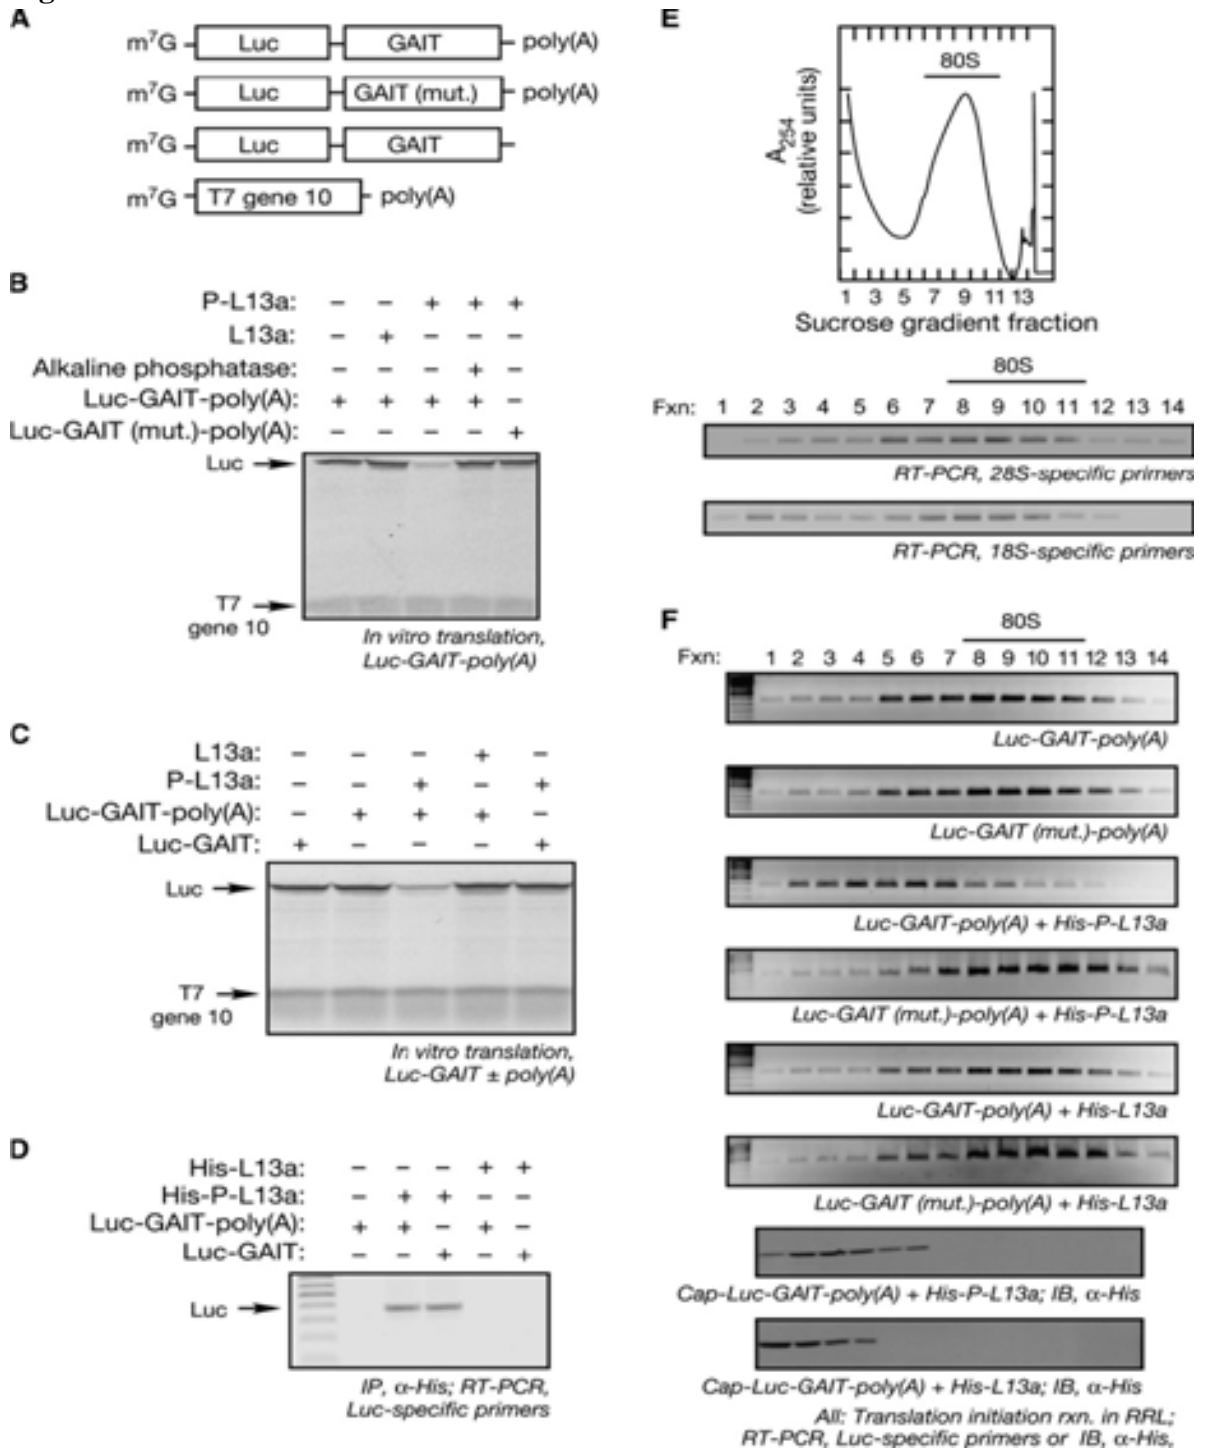 A
m⁷G Luc GAIT poly(A)
m⁷G Luc GAIT (mut.) poly(A)
m⁷G Luc GAIT
m⁷G T7 gene 10 poly(A)
B
P-L13a: – – + + +
L13a: – + – – –
Alkaline phosphatase: – – – + –
Luc-GAIT-poly(A): + + + + –
Luc-GAIT (mut.)-poly(A): – – – – +
Luc
T7
gene 10
In vitro translation,
Luc-GAIT-poly(A)
C
L13a: – – – + –
P-L13a: – – + – +
Luc-GAIT-poly(A): – + + + –
Luc-GAIT: + – – – +
Luc
T7
gene 10
In vitro translation,
Luc-GAIT ± poly(A)
D
His-L13a: – – – + +
His-P-L13a: – + + – –
Luc-GAIT-poly(A): + + – + –
Luc-GAIT: – – + – +
Luc
IP, α-His; RT-PCR,
Luc-specific primers
E
80S
A254
(relative units)
1 3 5 7 9 11 13
Sucrose gradient fraction
80S
Fxn: 1 2 3 4 5 6 7 8 9 10 11 12 13 14
RT-PCR, 28S-specific primers
RT-PCR, 18S-specific primers
F
80S
Fxn: 1 2 3 4 5 6 7 8 9 10 11 12 13 14
Luc-GAIT-poly(A)
Luc-GAIT (mut.)-poly(A)
Luc-GAIT-poly(A) + His-P-L13a
Luc-GAIT (mut.)-poly(A) + His-P-L13a
Luc-GAIT-poly(A) + His-L13a
Luc-GAIT (mut.)-poly(A) + His-L13a
Cap-Luc-GAIT-poly(A) + His-P-L13a; IB, α-His
Cap-Luc-GAIT-poly(A) + His-L13a; IB, α-His
All: Translation initiation rxn. in RRL;
RT-PCR, Luc-specific primers or IB, α-His,